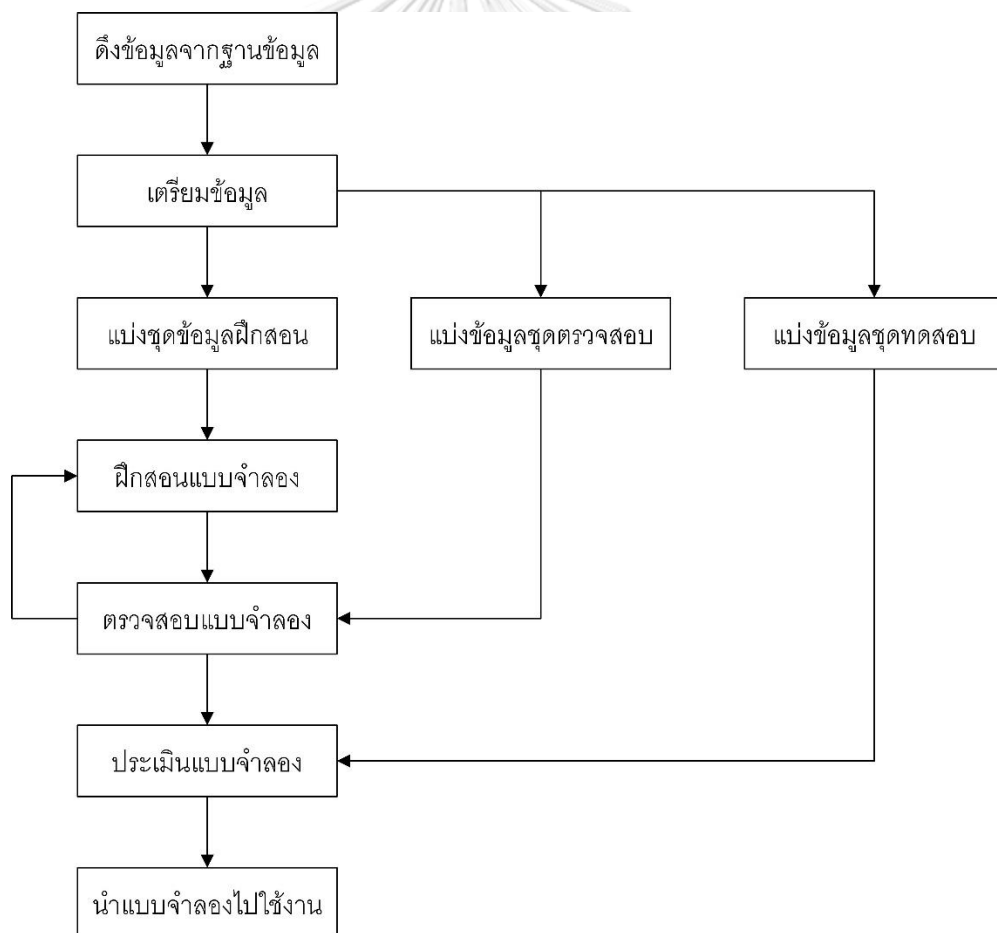 ดึงข้อมูลจากฐานข้อมูล
เตรียมข้อมูล
แบ่งชุดข้อมูลฝึกสอน
แบ่งข้อมูลชุดตรวจสอบ
แบ่งข้อมูลชุดทดสอบ
ฝึกสอนแบบจำลอง
ตรวจสอบแบบจำลอง
ประเมินแบบจำลอง
นำแบบจำลองไปใช้งาน